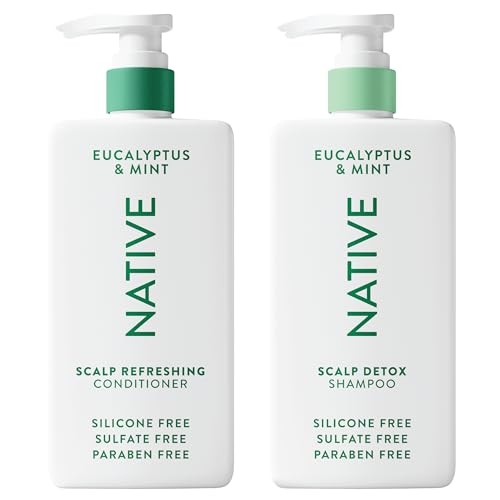 EUCALYPTUS
& MINT
NATIVE
SCALP REFRESHING
CONDITIONER
SILICONE FREE
SULFATE FREE
PARABEN FREE
EUCALYPTUS
& MINT
NATIVE
SCALP DETOX
SHAMPOO
SILICONE FREE
SULFATE FREE
PARABEN FREE